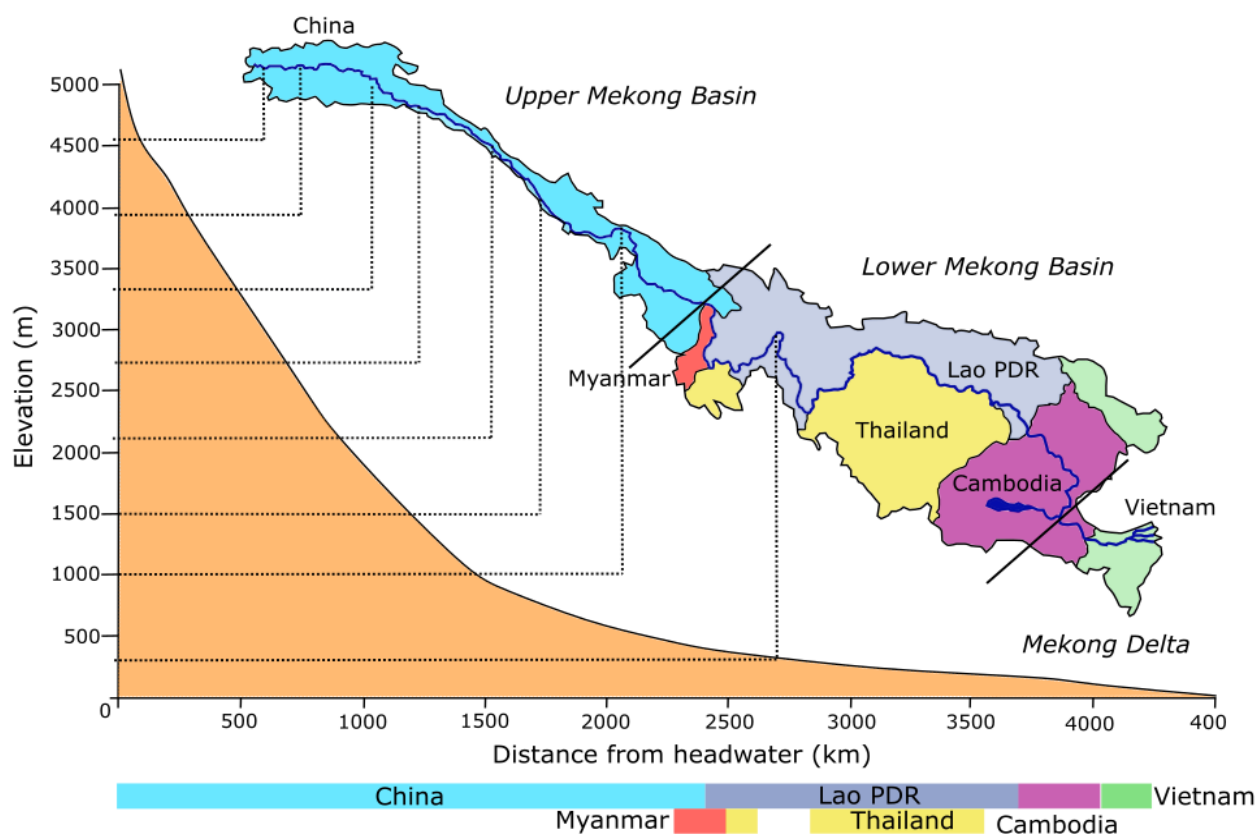 China
Upper Mekong Basin
Lower Mekong Basin
Myanmar
Lao PDR
Thailand
Cambodia
Vietnam
Mekong Delta
Elevation (m)
5000
4500
4000
3500
3000
2500
2000
1500
1000
500
0
500
1000
1500
2000
2500
3000
3500
4000
400
Distance from headwater (km)
China
Lao PDR
Vietnam
Myanmar
Thailand
Cambodia